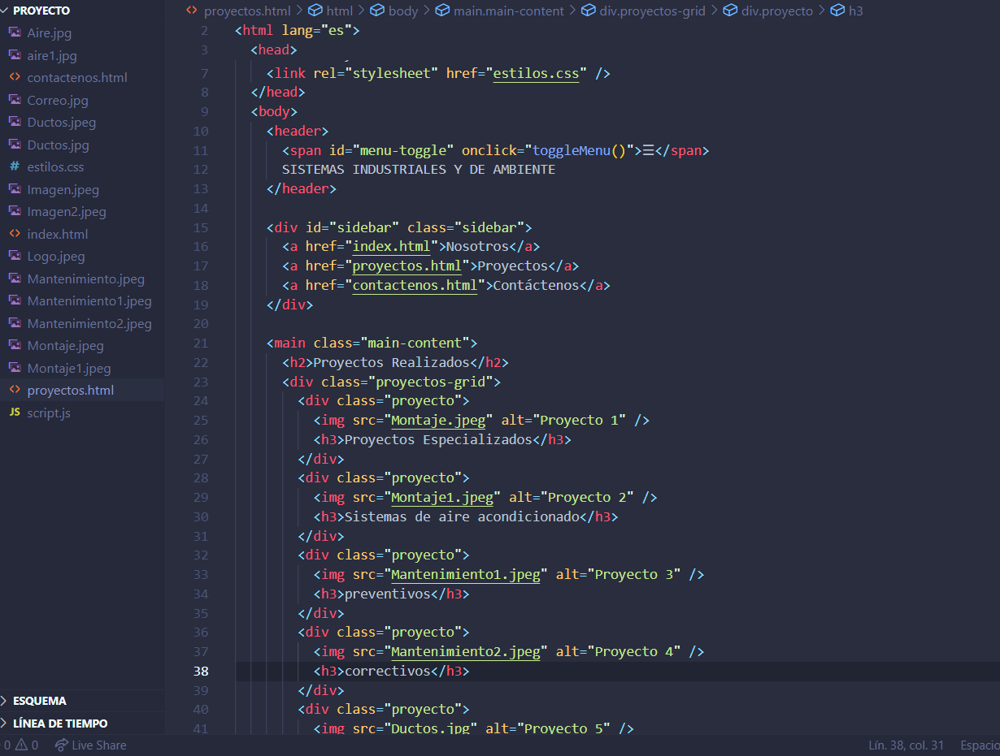 PROYECTO
Aire.jpg
aire1.jpg
contactenos.html
Correo.jpg
Ductos.jpeg
Ductos.jpg
# estilos.css
Imagen.jpeg
Imagen2.jpeg
index.html
Logo.jpeg
Mantenimiento.jpeg
Mantenimiento1.jpeg
Mantenimiento2.jpeg
Montaje.jpeg
Montaje1.jpeg
proyectos.html
JS script.js
ESQUEMA
LÍNEA DE TIEMPO
proyectos.html > html > body > main.main-content > div.proyectos-grid > div.proyecto > h3
2 <html lang="es">
3 <head>
7 <link rel="stylesheet" href="estilos.css" />
8 </head>
9 <body>
10 <header>
11 <span id="menu-toggle" onclick="toggleMenu()">☰</span>
12 SISTEMAS INDUSTRIALES Y DE AMBIENTE
13 </header>
14
15 <div id="sidebar" class="sidebar">
16 <a href="index.html">Nosotros</a>
17 <a href="proyectos.html">Proyectos</a>
18 <a href="contactenos.html">Contáctenos</a>
19 </div>
20
21 <main class="main-content">
22 <h2>Proyectos Realizados</h2>
23 <div class="proyectos-grid">
24 <div class="proyecto">
25 <img src="Montaje.jpeg" alt="Proyecto 1" />
26 <h3>Proyectos Especializados</h3>
27 </div>
28 <div class="proyecto">
29 <img src="Montaje1.jpeg" alt="Proyecto 2" />
30 <h3>Sistemas de aire acondicionado</h3>
31 </div>
32 <div class="proyecto">
33 <img src="Mantenimiento1.jpeg" alt="Proyecto 3" />
34 <h3>preventivos</h3>
35 </div>
36 <div class="proyecto">
37 <img src="Mantenimiento2.jpeg" alt="Proyecto 4" />
38 <h3>correctivos</h3>
39 </div>
40 <div class="proyecto">
41 <img src="Ductos.jpg" alt="Proyecto 5" />
0 0 Live Share Lín. 38, col. 31 Espacio